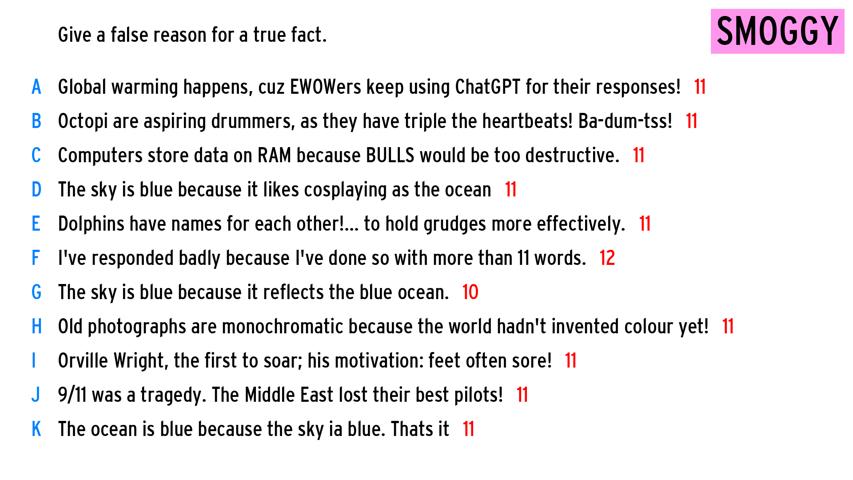 Give a false reason for a true fact.
SMOGGY
A Global warming happens, cuz EWOWers keep using ChatGPT for their responses! 11
B Octopi are aspiring drummers, as they have triple the heartbeats! Ba-dum-tss! 11
C Computers store data on RAM because BULLS would be too destructive. 11
D The sky is blue because it likes cosplaying as the ocean 11
E Dolphins have names for each other!... to hold grudges more effectively. 11
F I've responded badly because I've done so with more than 11 words. 12
G The sky is blue because it reflects the blue ocean. 10
H Old photographs are monochromatic because the world hadn't invented colour yet! 11
I Orville Wright, the first to soar; his motivation: feet often sore! 11
J 9/11 was a tragedy. The Middle East lost their best pilots! 11
K The ocean is blue because the sky ia blue. Thats it 11